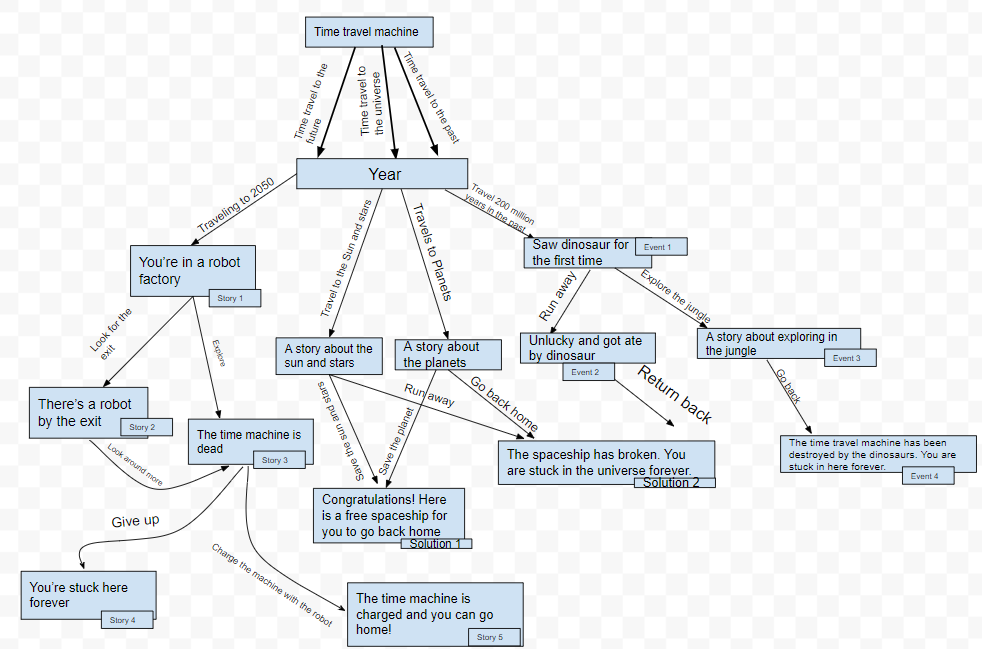 Time travel machine
Time travel to the
future
Time travel to
the universe
Time travel to the past
Year
Traveling to 2050
Travel to the Sun and stars
Travels to Planets
Travel 200 million
years in the past
You're in a robot
factory
Story 1
Saw dinosaur for
the first time
Event 1
Look for the
exit
Explore
Run away
Explore the jungle
A story about the
sun and stars
A story about
the planets
Unlucky and got ate
by dinosaur
Event 2
A story about exploring in
the jungle
Event 3
There's a robot
by the exit
Story 2
The time machine is
dead
Story 3
Look around more
Save the sun and stars
Run away
Save the planet
Go back home
Return back
Go back
The spaceship has broken. You
are stuck in the universe forever.
Solution 2
The time travel machine has been
destroyed by the dinosaurs. You are
stuck in here forever.
Event 4
Congratulations! Here
is a free spaceship for
you to go back home
Solution 1
Give up
Charge the machine with the robot
You're stuck here
forever
Story 4
The time machine is
charged and you can go
home!
Story 5